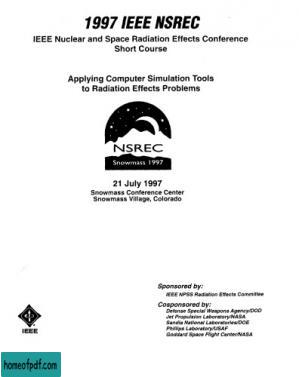 1997 IEEE NSREC
IEEE Nuclear and Space Radiation Effects Conference
Short Course
Applying Computer Simulation Tools
to Radiation Effects Problems
NSREC
Snowmass 1997
21 July 1997
Snowmass Conference Center
Snowmass Village, Colorado
Sponsored by:
IEEE NPSS Radiation Effects Committee
Cosponsored by:
Defense Special Weapons Agency/DOD
Jet Propulsion Laboratory/NASA
Sandia National Laboratories/DOE
Phillips Laboratory/USAF
Goddard Space Flight Center/NASA
IEEE
homeofpdf.com